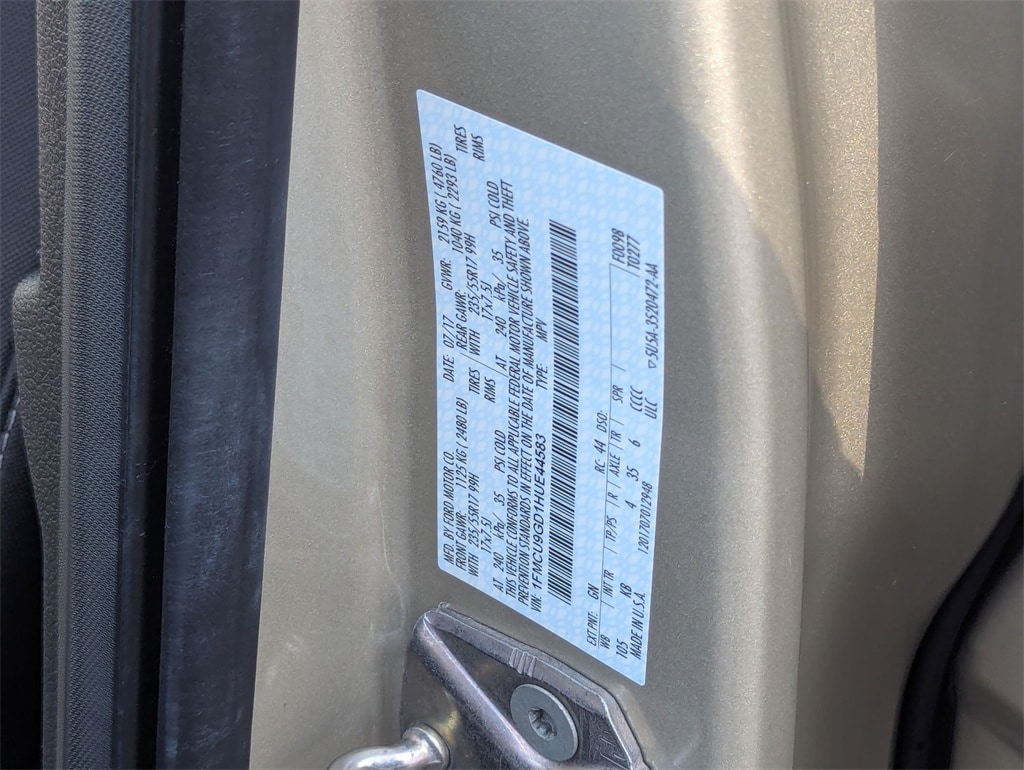 MFD. BY FORD MOTOR CO. DATE: 07/17 GVWR: 2159 KG ( 4760 LB)
FRONT GAWR: 1125 KG ( 2480 LB) REAR GAWR: 1040 KG ( 2293 LB)
WITH 235/55R17 99H TIRES WITH 235/55R17 99H TIRES
17x7.5J RIMS 17x7.5J RIMS
AT 240 kPa/ 35 PSI COLD AT 240 kPa/ 35 PSI COLD
THIS VEHICLE CONFORMS TO ALL APPLICABLE FEDERAL MOTOR VEHICLE SAFETY AND THEFT
PREVENTION STANDARDS IN EFFECT ON THE DATE OF MANUFACTURE SHOWN ABOVE.
VIN: 1FMCU9GD1HUE44583 TYPE: MPV
EXT PNT: GN RC: 44 DSO: F0098
WB INT TR TP/PS R AXLE TR SPR T0277
105 KB 4 35 6 CCCC 5U5A-3520472-AA
MADE IN U.S.A. 120170703012948 ULC